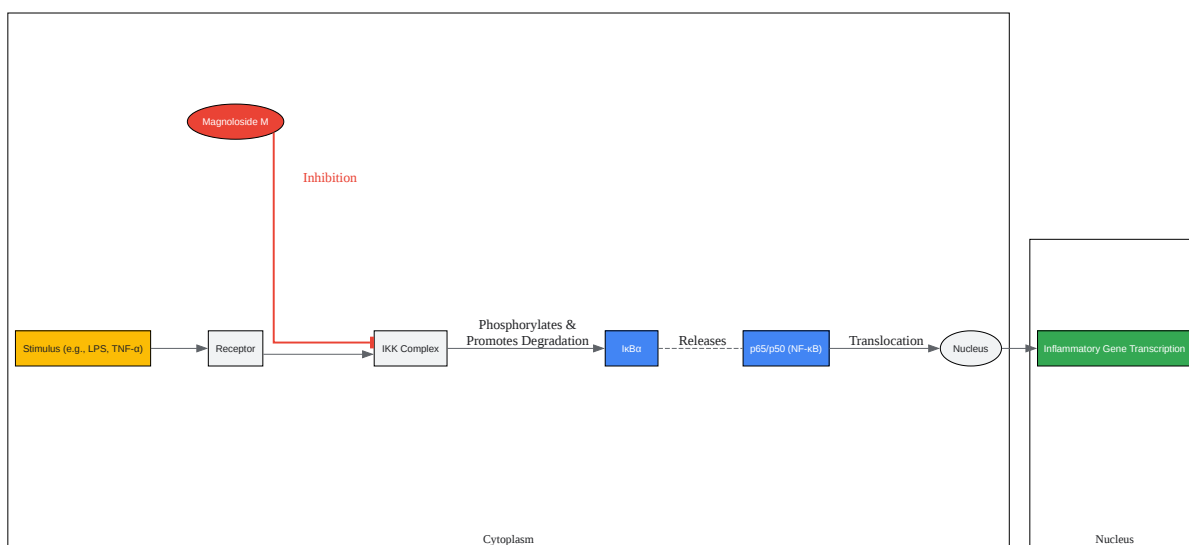 Magnoloside M
Inhibition
Stimulus (e.g., LPS, TNF-α)
Receptor
IKK Complex
Phosphorylates &
Promotes Degradation
IκBα
Releases
p65/p50 (NF-κB)
Translocation
Nucleus
Inflammatory Gene Transcription
Cytoplasm
Nucleus